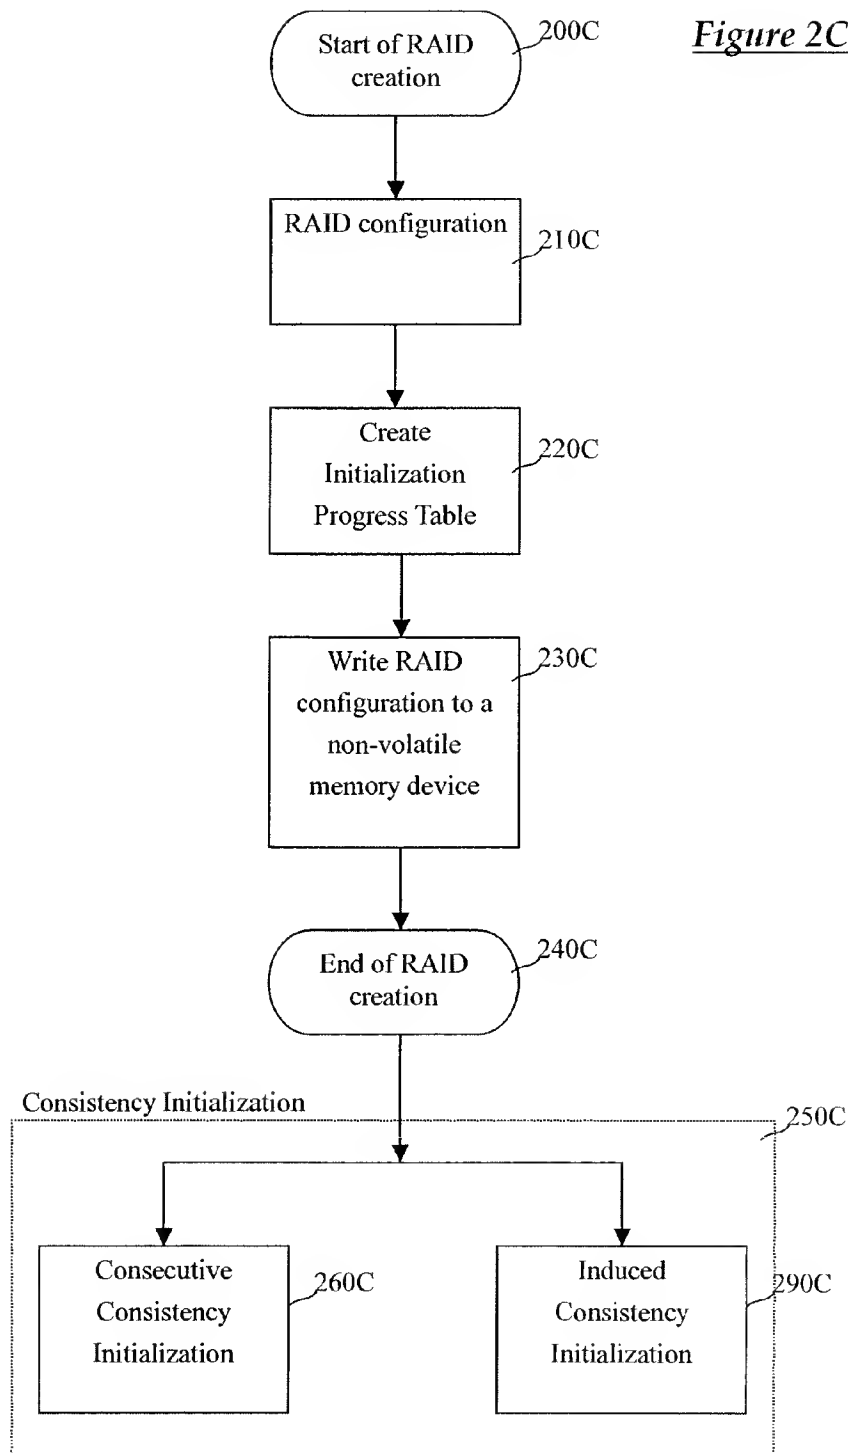 Figure 2C
Start of RAID
creation
200C
RAID configuration
210C
Create
Initialization
Progress Table
220C
Write RAID
configuration to a
non-volatile
memory device
230C
End of RAID
creation
240C
Consistency Initialization
250C
Consecutive
Consistency
Initialization
260C
Induced
Consistency
Initialization
290C